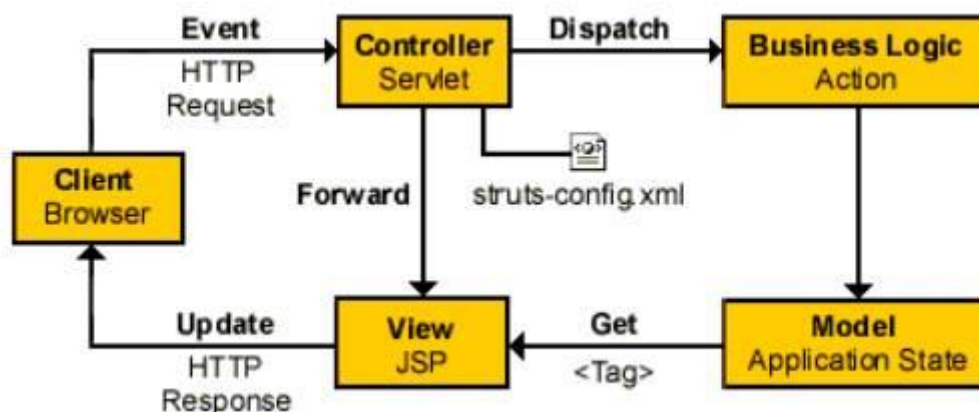 Event
HTTP
Request
Controller
Servlet
Dispatch
Business Logic
Action
Client
Browser
Forward
struts-config.xml
Update
HTTP
Response
View
JSP
Get
<Tag>
Model
Application State